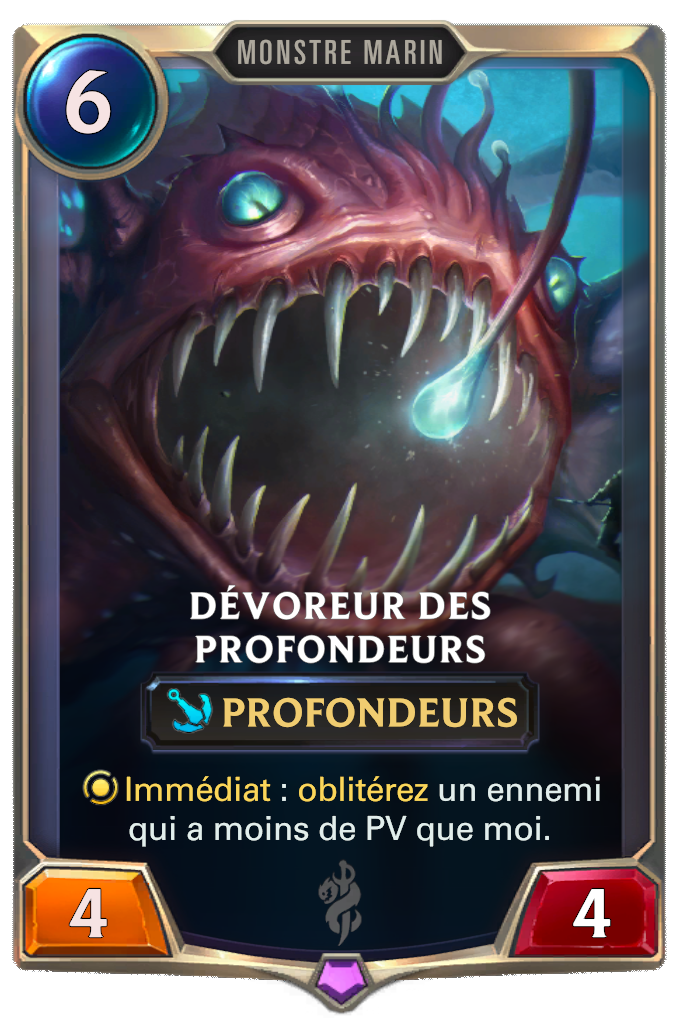 MONSTRE MARIN
6
DÉVOREUR DES
PROFONDEURS
PROFONDEURS
Immédiat : oblitérez un ennemi
qui a moins de PV que moi.
4
4